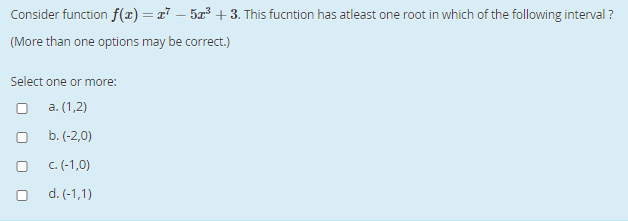 Consider function f(x) = x⁷ − 5x³ + 3. This fucntion has atleast one root in which of the following interval ?
(More than one options may be correct.)
Select one or more:
a. (1,2)
b. (-2,0)
c. (-1,0)
d. (-1,1)